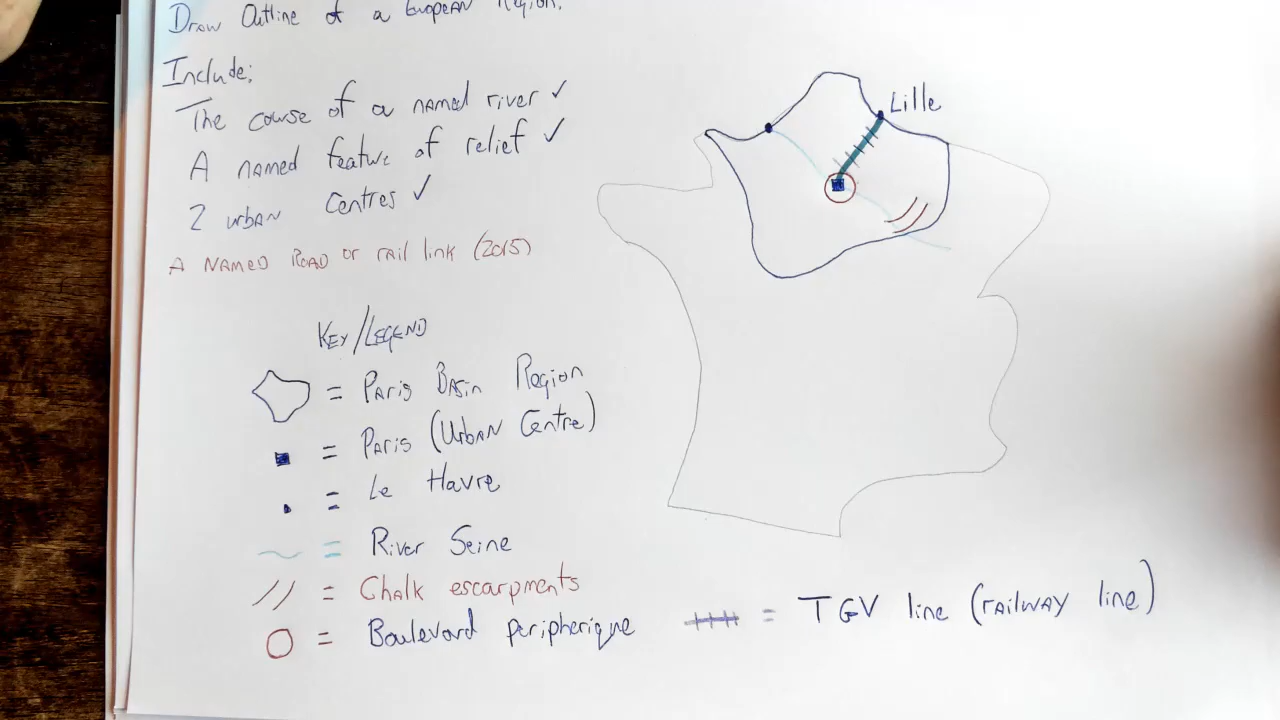 Draw Outline of a European Region.
Include:
The course of a named river ✓
A named feature of relief ✓
2 urban centres ✓
A NAMED ROAD or rail link (2015)
Lille
KEY/LEGEND
= Paris Basin Region
= Paris (Urban Centre)
= Le Havre
= River Seine
= Chalk escarpments
= Boulevard peripherique
= TGV line (railway line)